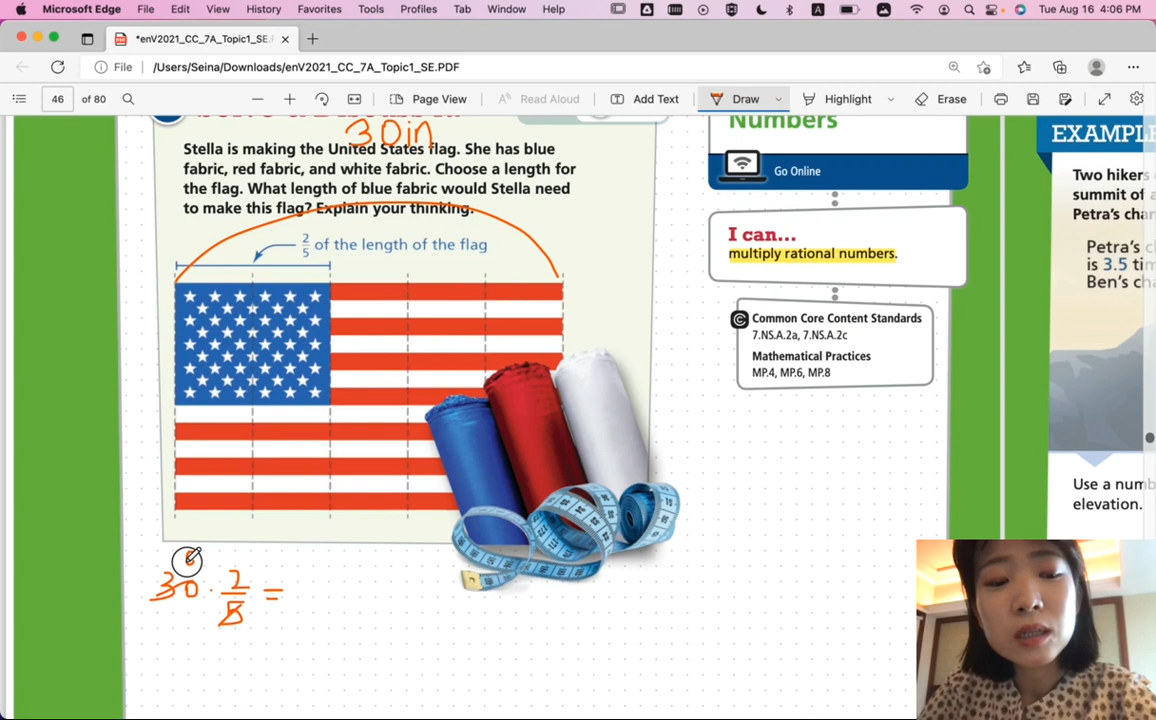 Microsoft Edge File Edit View History Favorites Tools Profiles Tab Window Help A Tue Aug 16 4:06 PM
*enV2021_CC_7A_Topic1_SE.F
File /Users/Seina/Downloads/enV2021_CC_7A_Topic1_SE.PDF
46 of 80 Page View Read Aloud Add Text Draw Highlight Erase
30in
Stella is making the United States flag. She has blue
fabric, red fabric, and white fabric. Choose a length for
the flag. What length of blue fabric would Stella need
to make this flag? Explain your thinking.
2/5 of the length of the flag
30 · 2/5 =
Numbers
Go Online
I can...
multiply rational numbers.
C Common Core Content Standards
7.NS.A.2a, 7.NS.A.2c
Mathematical Practices
MP.4, MP.6, MP.8
EXAMPLE
Two hikers
summit of
Petra's
Petra's
is 3.5
Ben's
Use a
elevation.